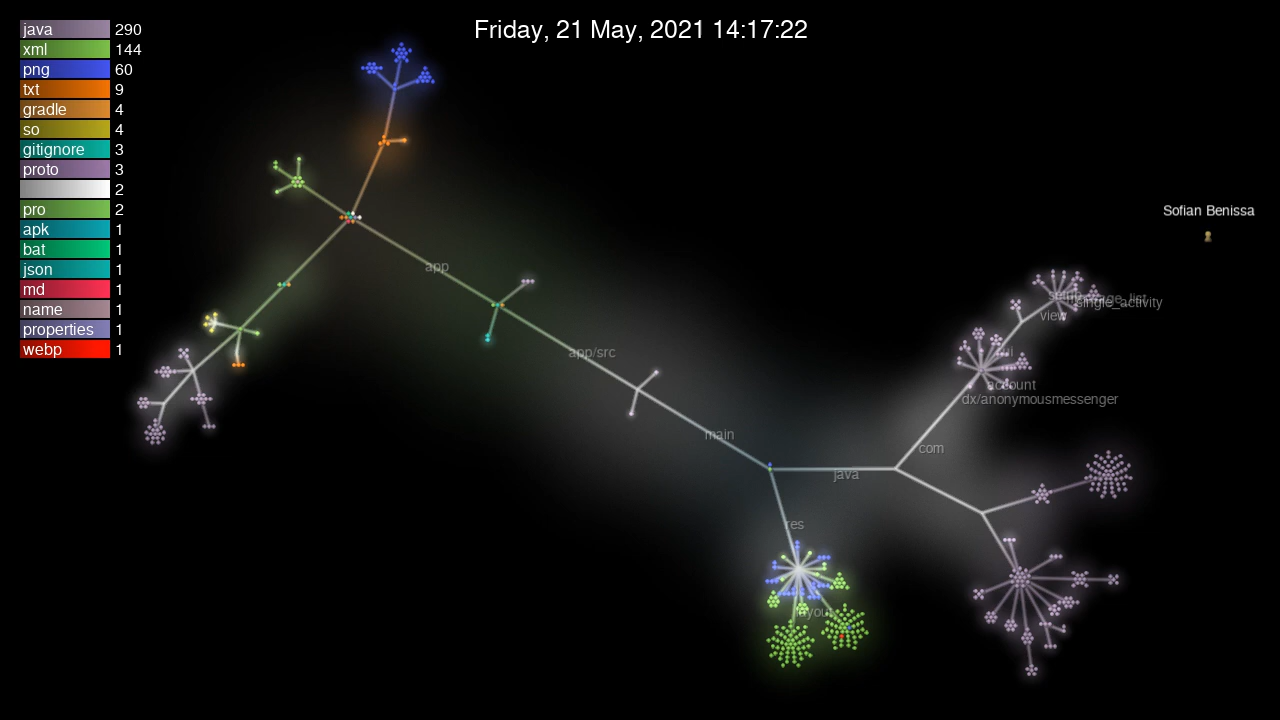 Friday, 21 May, 2021 14:17:22
java 290
xml 144
png 60
txt 9
gradle 4
so 4
gitignore 3
proto 3
2
pro 2
apk 1
bat 1
json 1
md 1
name 1
properties 1
webp 1
Sofian Benissa
app
single_activity
view
app/src
account
dx/anonymousmessenger
main
com
java
res
layout